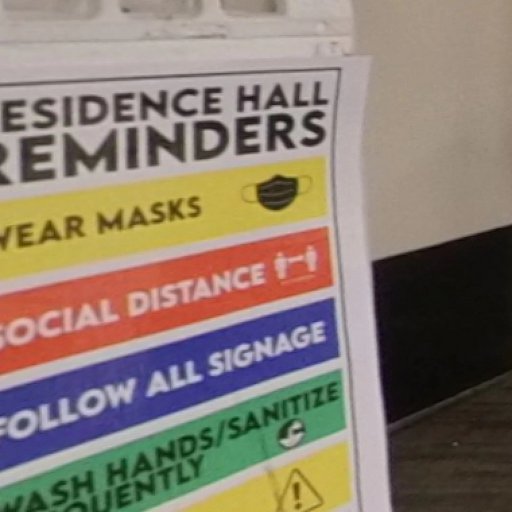 ESIDENCE HALL
REMINDERS
WEAR MASKS
SOCIAL DISTANCE
FOLLOW ALL SIGNAGE
WASH HANDS/SANITIZE
QUENTLY